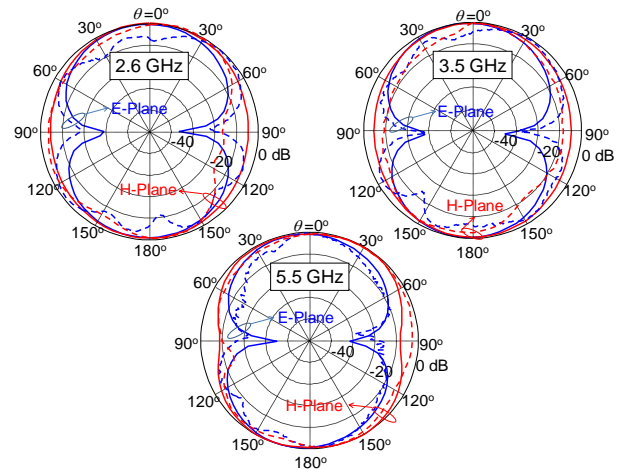 θ=0º
30º
30º
60º
60º
2.6 GHz
E-Plane
90º
90º
-40
-20
0 dB
H-Plane
120º
120º
150º
150º
180º
θ=0º
30º
30º
60º
60º
3.5 GHz
E-Plane
90º
90º
-40
-20
0 dB
H-Plane
120º
120º
150º
150º
180º
θ=0º
30º
30º
60º
60º
5.5 GHz
E-Plane
90º
90º
-40
-20
0 dB
H-Plane
120º
120º
150º
150º
180º